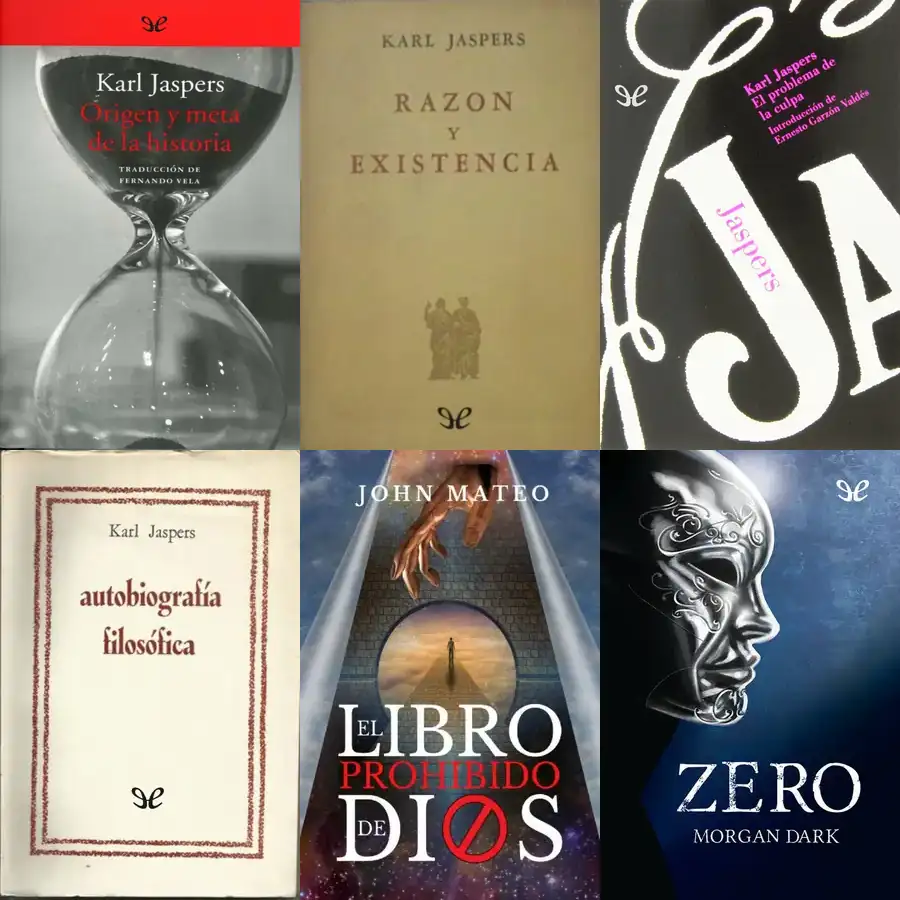 Karl Jaspers
Origen y meta
de la historia
TRADUCCIÓN DE
FERNANDO VELA
KARL JASPERS
RAZON
Y
EXISTENCIA
Karl Jaspers
El problema de
la culpa
Introducción de
Ernesto Garzón Valdés
Jaspers
JA
Karl Jaspers
autobiografía
filosófica
JOHN MATEO
EL
LIBRO
PROHIBIDO
DE DIOS
ZERO
MORGAN DARK